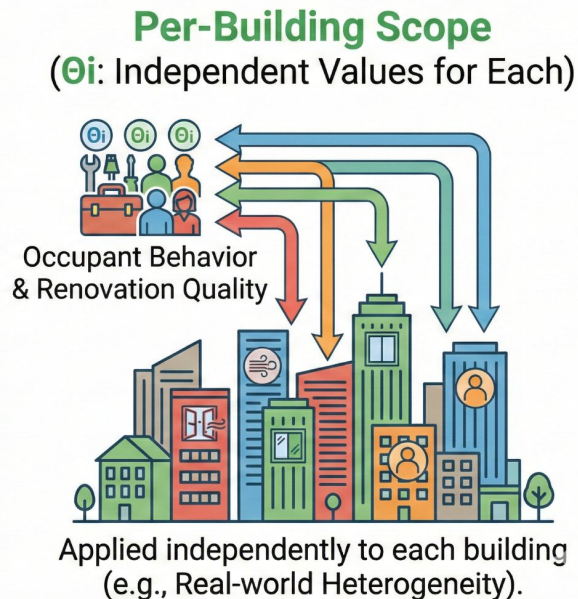 Per-Building Scope
(Θi: Independent Values for Each)
Θi Θi Θi
Occupant Behavior
& Renovation Quality
Applied independently to each building
(e.g., Real-world Heterogeneity).